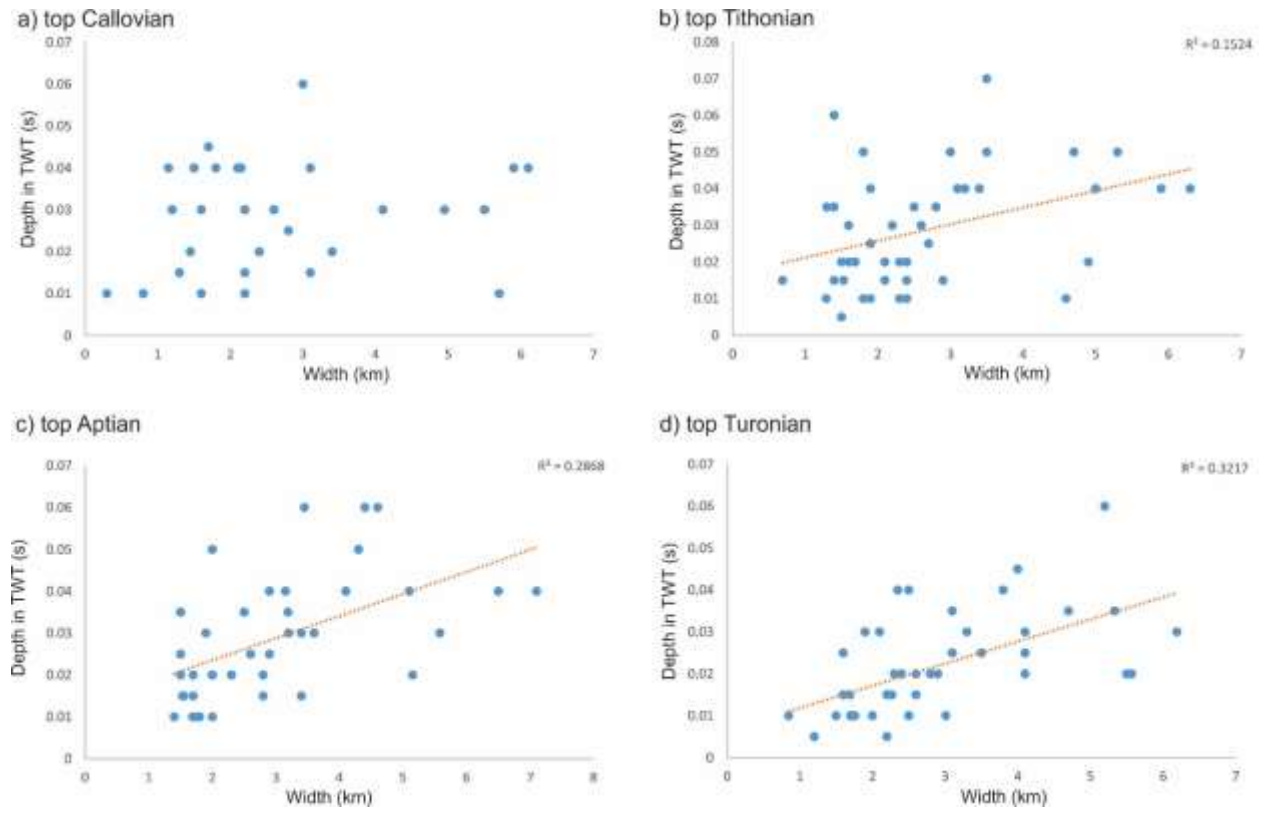 a) top Callovian
0.07
0.06
0.05
0.04
0.03
0.02
0.01
0
Depth in TWT (s)
0 1 2 3 4 5 6 7
Width (km)
b) top Tithonian
R² = 0.1524
0.08
0.07
0.06
0.05
0.04
0.03
0.02
0.01
0
Depth in TWT (s)
0 1 2 3 4 5 6 7
Width (km)
c) top Aptian
R² = 0.2868
0.07
0.06
0.05
0.04
0.03
0.02
0.01
0
Depth in TWT (s)
0 1 2 3 4 5 6 7 8
Width (km)
d) top Turonian
R² = 0.3217
0.07
0.06
0.05
0.04
0.03
0.02
0.01
0
Depth in TWT (s)
0 1 2 3 4 5 6 7
Width (km)